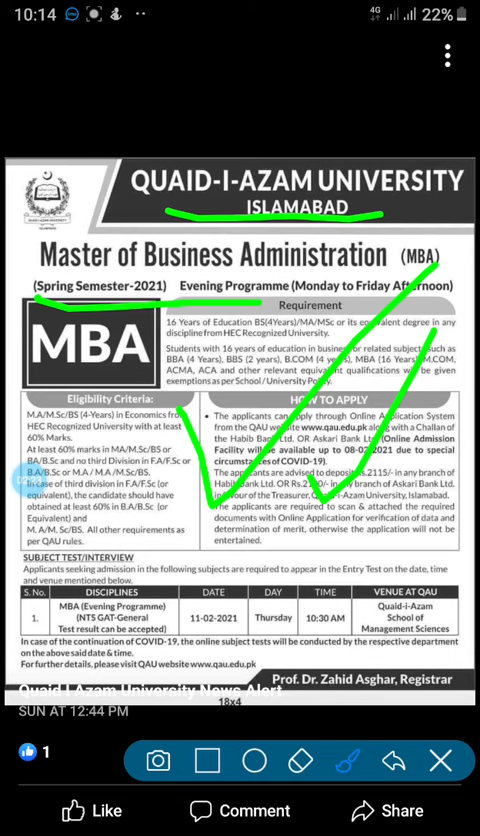 10:14
4G
22%
QUAID-I-AZAM UNIVERSITY
ISLAMABAD
Master of Business Administration (MBA)
(Spring Semester-2021) Evening Programme (Monday to Friday Afternoon)
MBA
Requirement
16 Years of Education BS(4Years)/MA/MSc or its equivalent degree in any
discipline from HEC Recognized University.
Students with 16 years of education in business or related subjects such as
BBA (4 Years), BBS (2 years), B.COM (4 years), MBA (16 Years) M.COM,
ACMA, ACA and other relevant equivalent qualifications will be given
exemptions as per School / University Policy.
Eligibility Criteria:
M.A/M.Sc/BS (4-Years) in Economics from
HEC Recognized University with at least
60% Marks.
At least 60% marks in MA/M.Sc/BS or
BA/B.Sc and no third Division in F.A/F.Sc or
B.A/B.Sc or M.A / M.A/M.Sc/BS.
In case of third division in F.A/F.Sc (or
equivalent), the candidate should have
obtained at least 60% in B.A/B.Sc (or
Equivalent) and
M. A/M. Sc/BS. All other requirements as
per QAU rules.
02:23
HOW TO APPLY
• The applicants can apply through Online Application System
from the QAU website www.qau.edu.pk along with a Challan of
the Habib Bank Ltd. OR Askari Bank Ltd. (Online Admission
Facility will be available up to 08-02-2021 due to special
circumstances of COVID-19).
The applicants are advised to deposit Rs.2115/- in any branch of
Habib Bank Ltd. OR in any branch of Askari Bank Ltd.
in favour of the Treasurer, Quaid-i-Azam University, Islamabad.
The applicants are required to scan & attached the required
documents with Online Application for verification of data and
determination of merit, otherwise the application will not be
entertained.
SUBJECT TEST/INTERVIEW
Applicants seeking admission in the following subjects are required to appear in the Entry Test on the date, time
and venue mentioned below.
S. No. DISCIPLINES DATE DAY TIME VENUE AT QAU
1. MBA (Evening Programme) (NTS GAT-General Test result can be accepted) 11-02-2021 Thursday 10:30 AM Quaid-i-Azam School of Management Sciences
In case of the continuation of COVID-19, the online subject tests will be conducted by the respective department
on the above said date & time.
For further details, please visit QAU website www.qau.edu.pk
Prof. Dr. Zahid Asghar, Registrar
Quaid I Azam University News Alert
18x4
SUN AT 12:44 PM
1
Like
Comment
Share